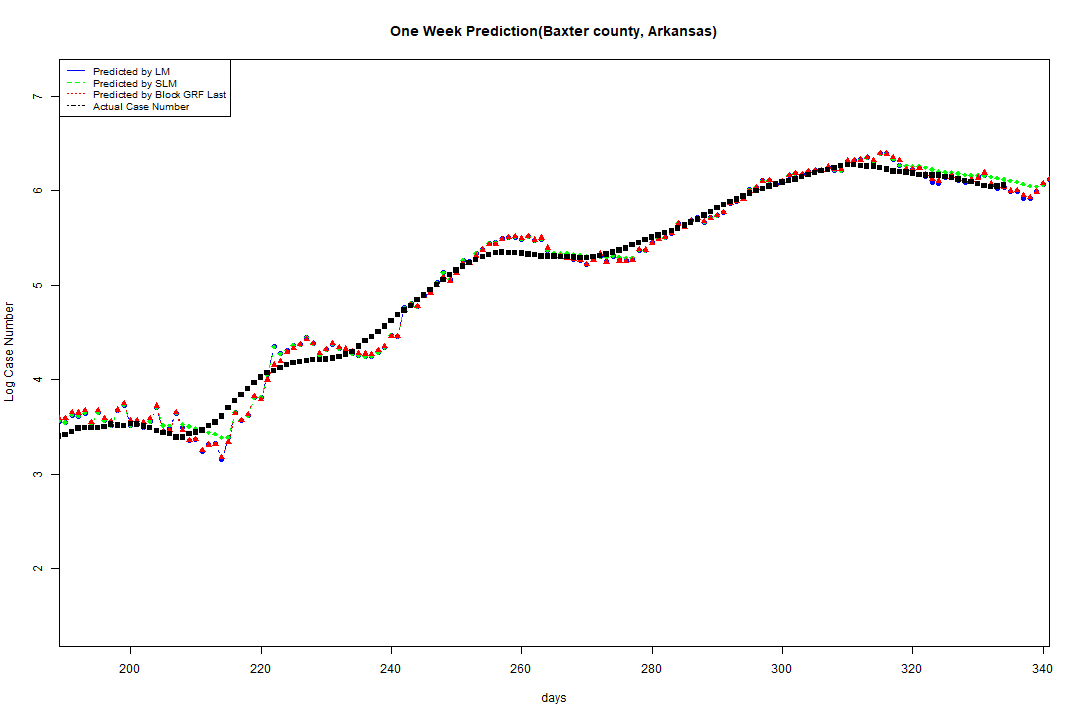 One Week Prediction(Baxter county, Arkansas)
Predicted by LM
Predicted by SLM
Predicted by Block GRF Last
Actual Case Number
7
6
5
4
3
2
Log Case Number
200 220 240 260 280 300 320 340
days